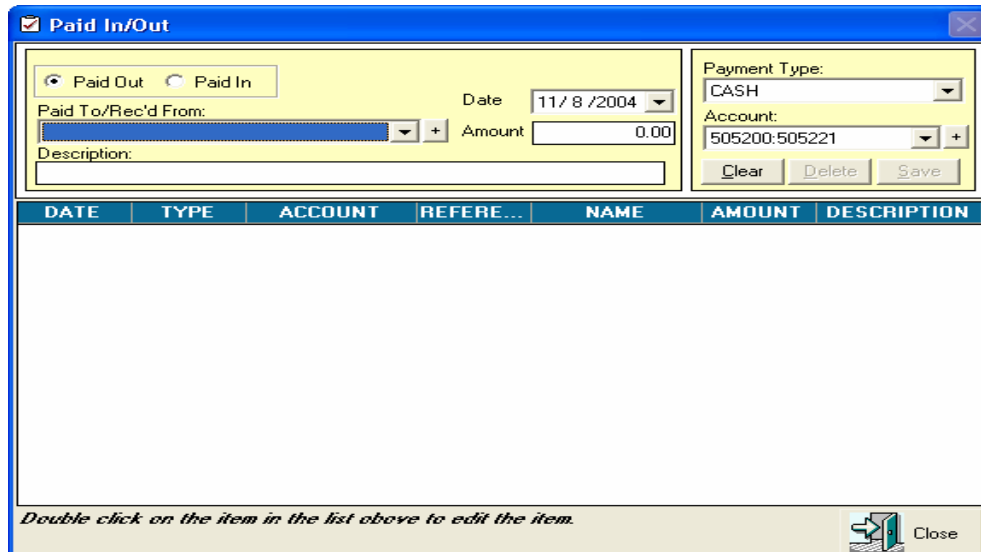 Paid In/Out
Paid Out Paid In
Paid To/Rec'd From:
+
Description:
Date 11/ 8 /2004
Amount 0.00
Payment Type:
CASH
Account:
505200:505221 +
Clear Delete Save
DATE TYPE ACCOUNT REFERE... NAME AMOUNT DESCRIPTION
Double click on the item in the list above to edit the item.
Close